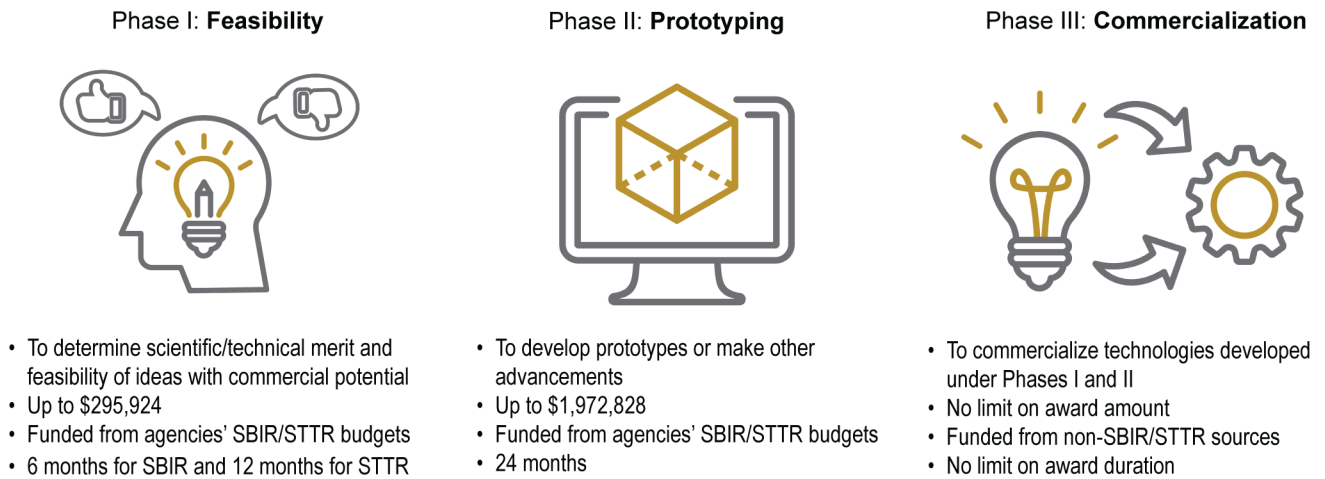 Phase I: Feasibility
• To determine scientific/technical merit and
feasibility of ideas with commercial potential
• Up to $295,924
• Funded from agencies’ SBIR/STTR budgets
• 6 months for SBIR and 12 months for STTR
Phase II: Prototyping
• To develop prototypes or make other
advancements
• Up to $1,972,828
• Funded from agencies’ SBIR/STTR budgets
• 24 months
Phase III: Commercialization
• To commercialize technologies developed
under Phases I and II
• No limit on award amount
• Funded from non-SBIR/STTR sources
• No limit on award duration